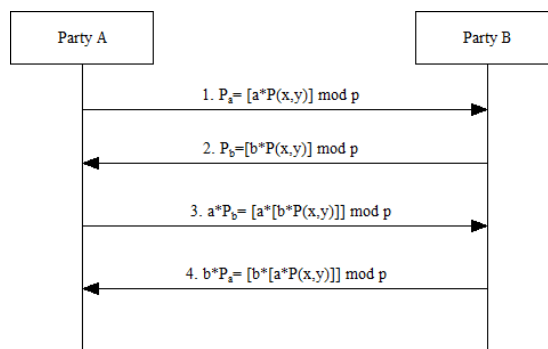 Party A
Party B
1. Pa= [a*P(x,y)] mod p
2. Pb=[b*P(x,y)] mod p
3. a*Pb= [a*[b*P(x,y)]] mod p
4. b*Pa= [b*[a*P(x,y)]] mod p